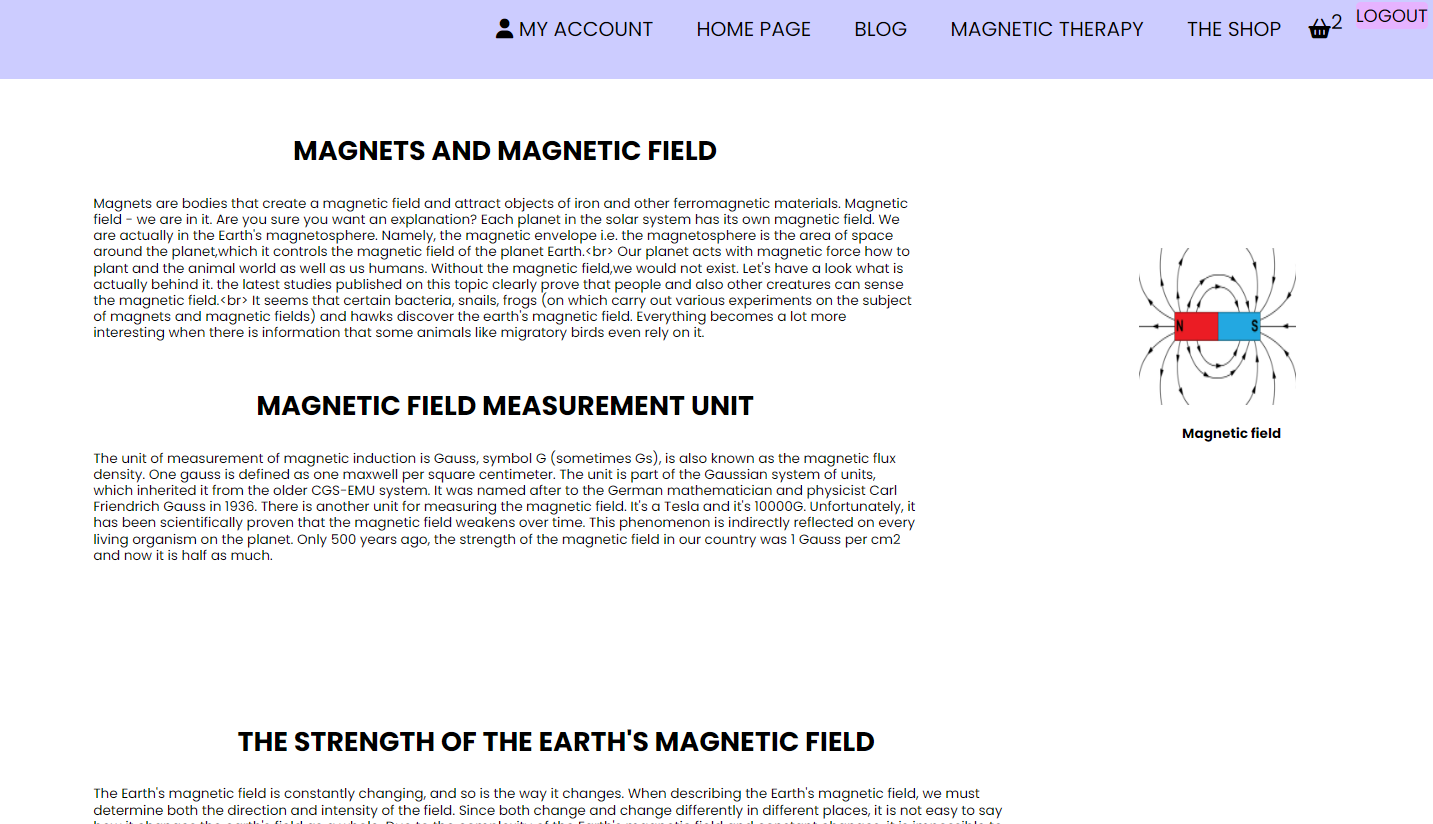 MY ACCOUNT HOME PAGE BLOG MAGNETIC THERAPY THE SHOP 2 LOGOUT
MAGNETS AND MAGNETIC FIELD
Magnets are bodies that create a magnetic field and attract objects of iron and other ferromagnetic materials. Magnetic
field - we are in it. Are you sure you want an explanation? Each planet in the solar system has its own magnetic field. We
are actually in the Earth's magnetosphere. Namely, the magnetic envelope i.e. the magnetosphere is the area of space
around the planet,which it controls the magnetic field of the planet Earth.<br> Our planet acts with magnetic force how to
plant and the animal world as well as us humans. Without the magnetic field,we would not exist. Let's have a look what is
actually behind it. the latest studies published on this topic clearly prove that people and also other creatures can sense
the magnetic field.<br> It seems that certain bacteria, snails, frogs (on which carry out various experiments on the subject
of magnets and magnetic fields) and hawks discover the earth's magnetic field. Everything becomes a lot more
interesting when there is information that some animals like migratory birds even rely on it.
N S
Magnetic field
MAGNETIC FIELD MEASUREMENT UNIT
The unit of measurement of magnetic induction is Gauss, symbol G (sometimes Gs), is also known as the magnetic flux
density. One gauss is defined as one maxwell per square centimeter. The unit is part of the Gaussian system of units,
which inherited it from the older CGS-EMU system. It was named after to the German mathematician and physicist Carl
Friendrich Gauss in 1936. There is another unit for measuring the magnetic field. It's a Tesla and it's 10000G. Unfortunately, it
has been scientifically proven that the magnetic field weakens over time. This phenomenon is indirectly reflected on every
living organism on the planet. Only 500 years ago, the strength of the magnetic field in our country was 1 Gauss per cm2
and now it is half as much.
THE STRENGTH OF THE EARTH'S MAGNETIC FIELD
The Earth's magnetic field is constantly changing, and so is the way it changes. When describing the Earth's magnetic field, we must
determine both the direction and intensity of the field. Since both change and change differently in different places, it is not easy to say